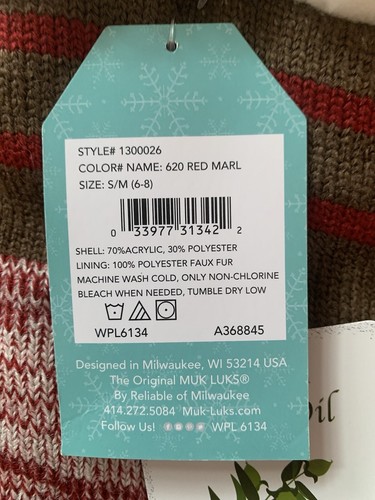 STYLE# 1300026
COLOR# NAME: 620 RED MARL
SIZE: S/M (6-8)
0 33977 31342 2
SHELL: 70%ACRYLIC, 30% POLYESTER
LINING: 100% POLYESTER FAUX FUR
MACHINE WASH COLD, ONLY NON-CHLORINE
BLEACH WHEN NEEDED, TUMBLE DRY LOW
WPL6134 A368845
Designed in Milwaukee, WI 53214 USA
The Original MUK LUKS®
By Reliable of Milwaukee
414.272.5084 Muk-Luks.com
Follow Us! WPL 6134